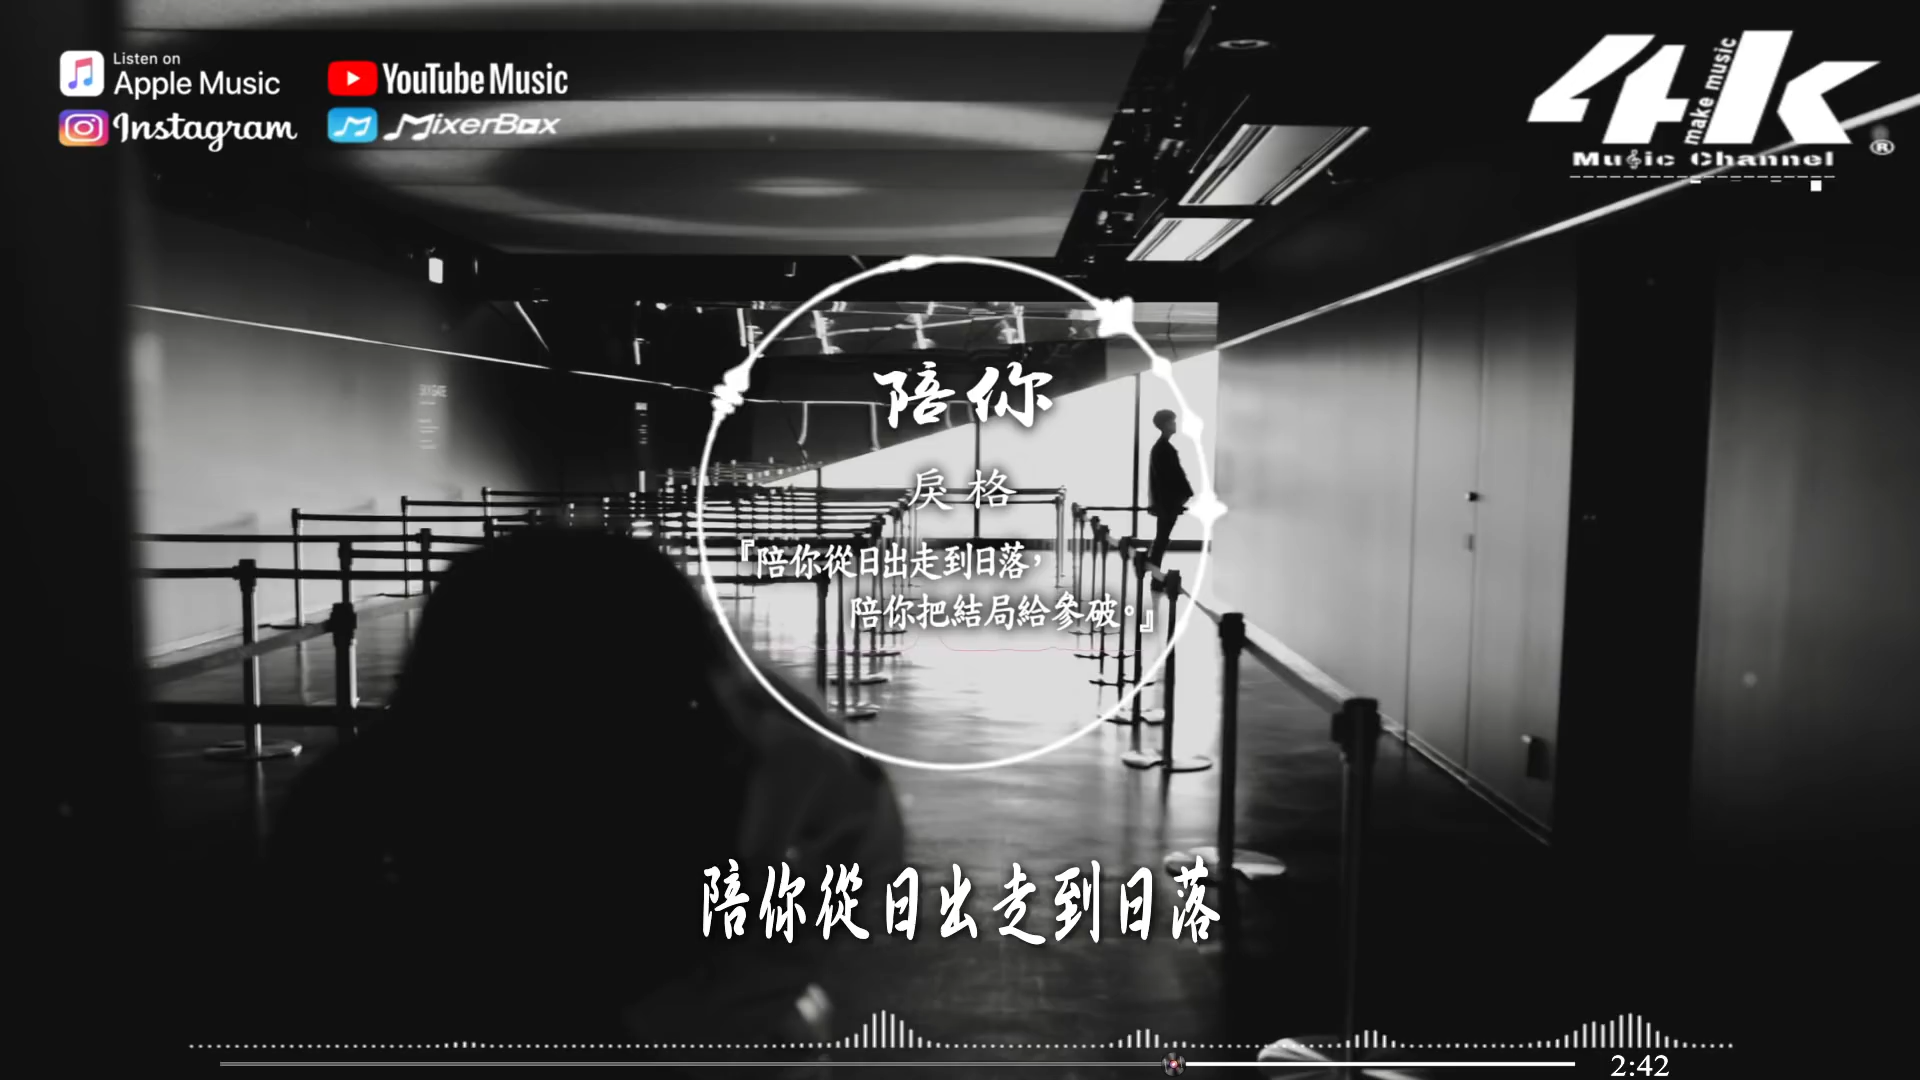 Listen on
Apple Music
YouTube Music
Instagram
MixerBox
4k
make music
Music Channel
®
陪你
戾格
『陪你從日出走到日落，
陪你把結局給參破。』
陪你從日出走到日落
2:42